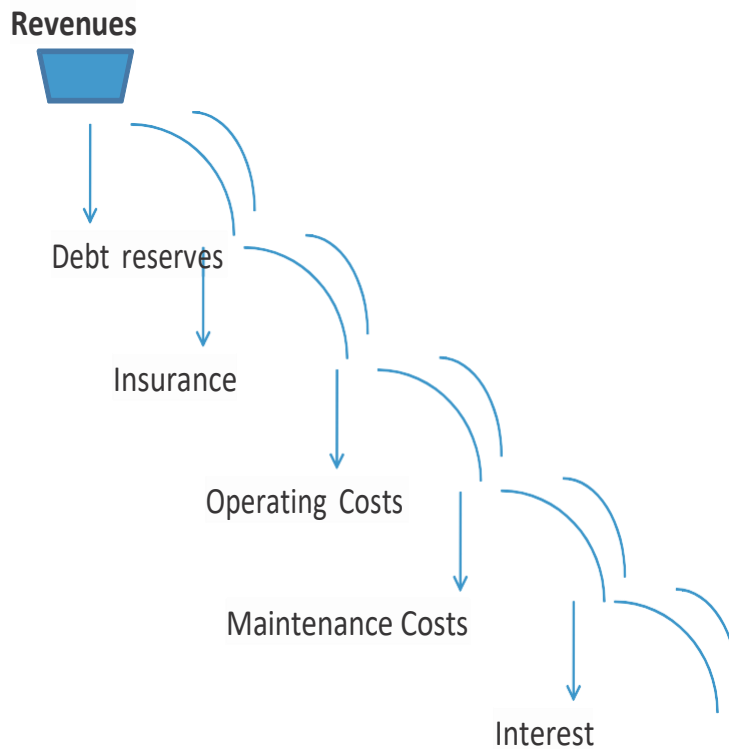 Revenues
Debt reserves
Insurance
Operating Costs
Maintenance Costs
Interest